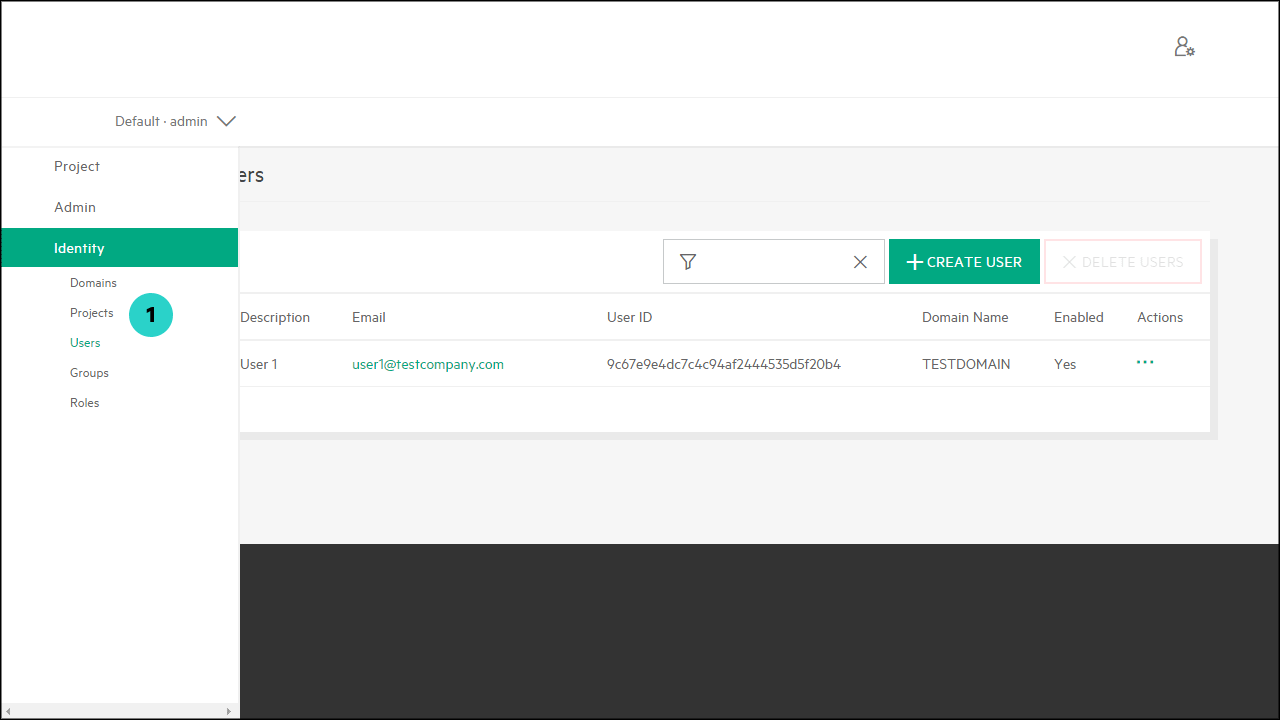 Default · admin
Project
Admin
Identity
Domains
Projects
1
Users
Groups
Roles
ers
CREATE USER
DELETE USERS
Description Email User ID Domain Name Enabled Actions
User 1 user1@testcompany.com 9c67e9e4dc7c4c94af2444535d5f20b4 TESTDOMAIN Yes ···